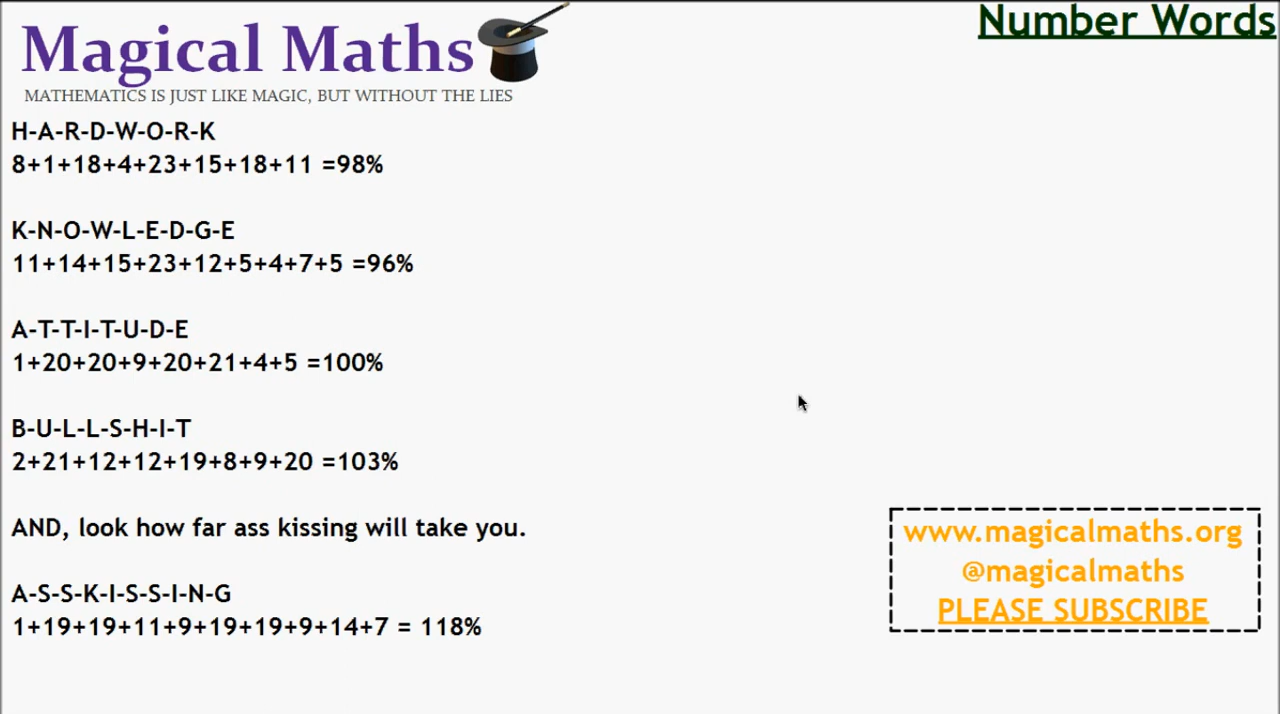 Magical Maths
MATHEMATICS IS JUST LIKE MAGIC, BUT WITHOUT THE LIES
Number Words
H-A-R-D-W-O-R-K
8+1+18+4+23+15+18+11 =98%
K-N-O-W-L-E-D-G-E
11+14+15+23+12+5+4+7+5 =96%
A-T-T-I-T-U-D-E
1+20+20+9+20+21+4+5 =100%
B-U-L-L-S-H-I-T
2+21+12+12+19+8+9+20 =103%
AND, look how far ass kissing will take you.
A-S-S-K-I-S-S-I-N-G
1+19+19+11+9+19+19+9+14+7 = 118%
www.magicalmaths.org
@magicalmaths
PLEASE SUBSCRIBE